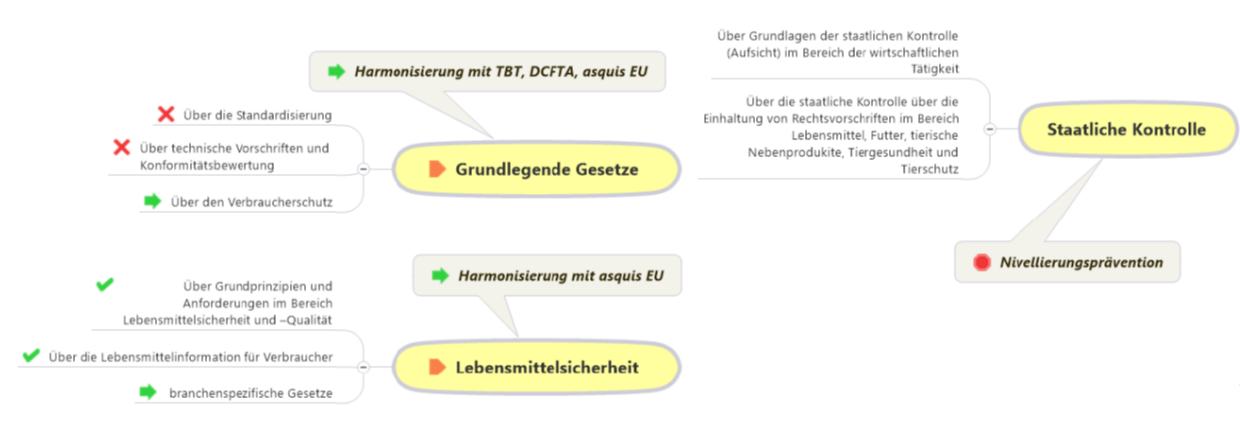 Harmonisierung mit TBT, DCFTA, asquis EU
Über die Standardisierung
Über technische Vorschriften und
Konformitätsbewertung
Über den Verbraucherschutz
Grundlegende Gesetze
Harmonisierung mit asquis EU
Über Grundprinzipien und
Anforderungen im Bereich
Lebensmittelsicherheit und –Qualität
Über die Lebensmittelinformation für Verbraucher
branchenspezifische Gesetze
Lebensmittelsicherheit
Über Grundlagen der staatlichen Kontrolle
(Aufsicht) im Bereich der wirtschaftlichen
Tätigkeit
Über die staatliche Kontrolle über die
Einhaltung von Rechtsvorschriften im Bereich
Lebensmittel, Futter, tierische
Nebenprodukite, Tiergesundheit und
Tierschutz
Staatliche Kontrolle
Nivellierungsprävention